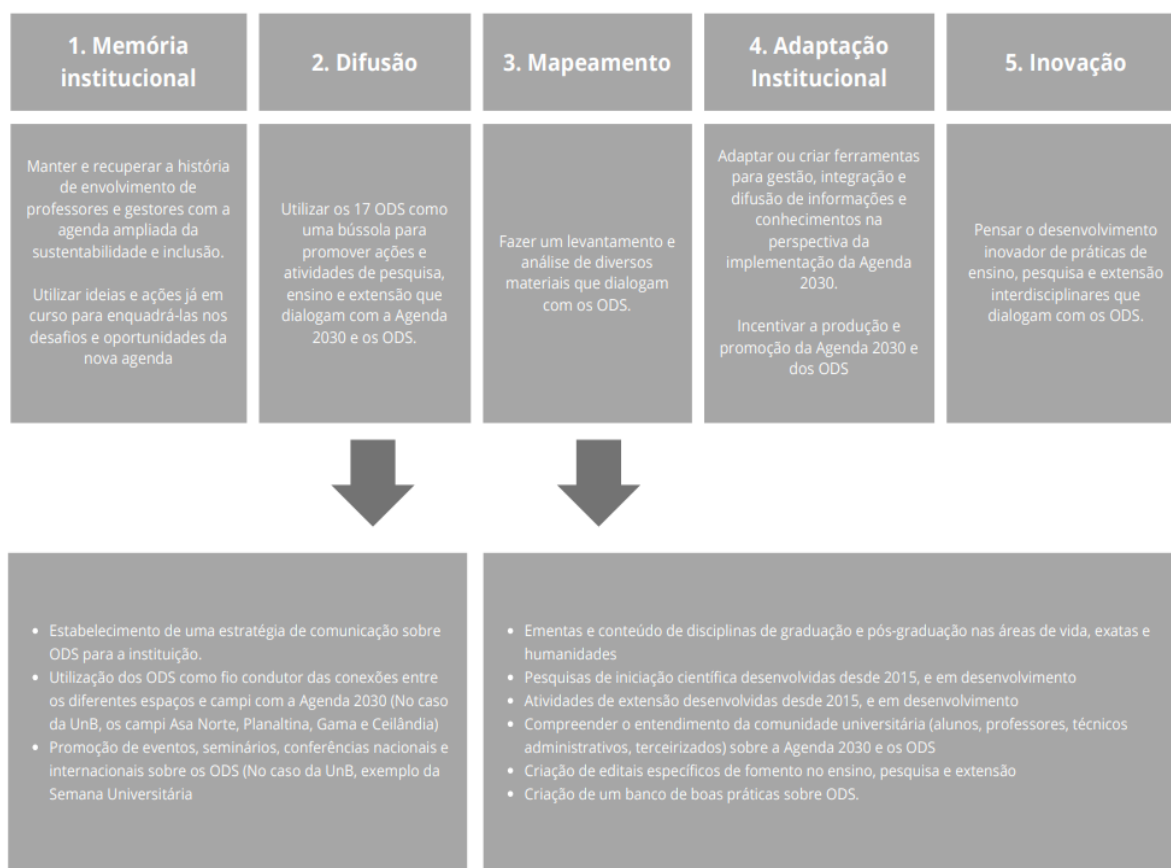 1. Memória
institucional
2. Difusão
3. Mapeamento
4. Adaptação
Institucional
5. Inovação
Manter e recuperar a história
de envolvimento de
professores e gestores com a
agenda ampliada da
sustentabilidade e inclusão.
Utilizar ideias e ações já em
curso para enquadrá-las nos
desafios e oportunidades da
nova agenda
Utilizar os 17 ODS como
uma bússola para
promover ações e
atividades de pesquisa,
ensino e extensão que
dialogam com a Agenda
2030 e os ODS.
Fazer um levantamento e
análise de diversos
materiais que dialogam
com os ODS.
Adaptar ou criar ferramentas
para gestão, integração e
difusão de informações e
conhecimentos na
perspectiva da
implementação da Agenda
2030.
Incentivar a produção e
promoção da Agenda 2030 e
dos ODS
Pensar o desenvolvimento
inovador de práticas de
ensino, pesquisa e extensão
interdisciplinares que
dialogam com os ODS.
• Estabelecimento de uma estratégia de comunicação sobre
ODS para a instituição.
• Utilização dos ODS como fio condutor das conexões entre
os diferentes espaços e campi com a Agenda 2030 (No caso
da UnB, os campi Asa Norte, Planaltina, Gama e Ceilândia)
• Promoção de eventos, seminários, conferências nacionais e
internacionais sobre os ODS (No caso da UnB, exemplo da
Semana Universitária
• Ementas e conteúdo de disciplinas de graduação e pós-graduação nas áreas de vida, exatas e
humanidades
• Pesquisas de iniciação científica desenvolvidas desde 2015, e em desenvolvimento
• Atividades de extensão desenvolvidas desde 2015, e em desenvolvimento
• Compreender o entendimento da comunidade universitária (alunos, professores, técnicos
administrativos, terceirizados) sobre a Agenda 2030 e os ODS
• Criação de editais específicos de fomento no ensino, pesquisa e extensão
• Criação de um banco de boas práticas sobre ODS.